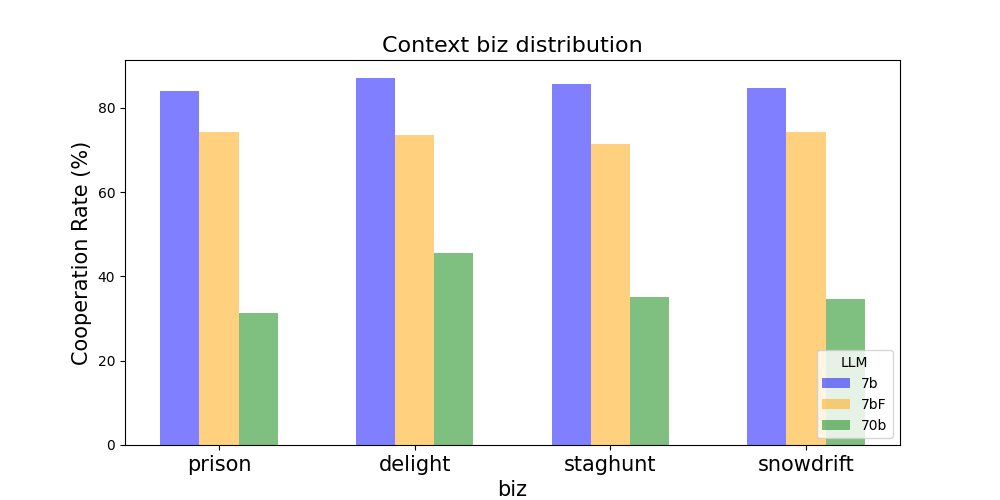 Context biz distribution
Cooperation Rate (%)
80
60
40
20
0
prison delight staghunt snowdrift
biz
LLM
7b
7bF
70b